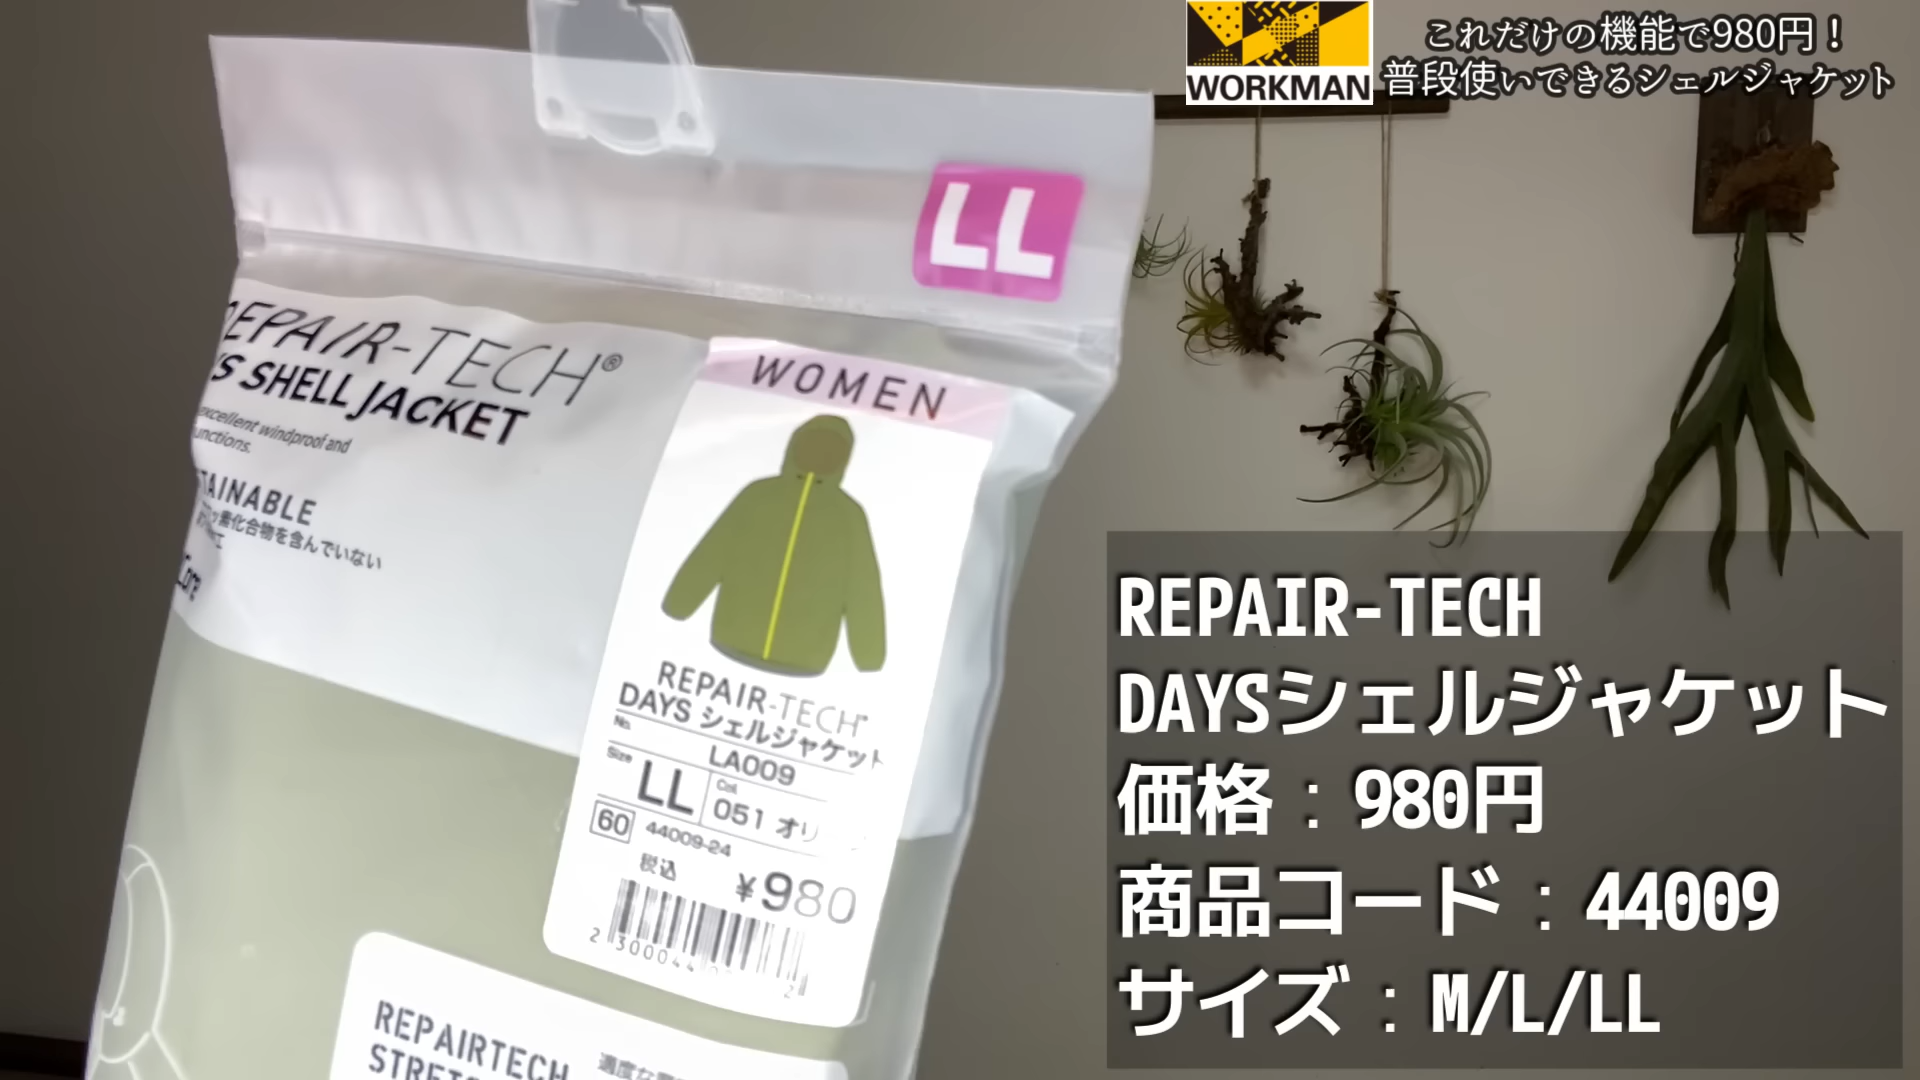 WORKMAN
これだけの機能で980円！
普段使いできるシェルジャケット
LL
REPAIR-TECH®
SHELL JACKET
excellent windproof and
functions.
TAINABLE
素化合物を含んでいない
WOMEN
REPAIR-TECH®
DAYS シェルジャケット
No. LA009
Size LL
Col. 051 オリ
60 44009-24
税込 ¥980
REPAIRTECH
適度な
REPAIR-TECH
DAYSシェルジャケット
価格：980円
商品コード：44009
サイズ：M/L/LL